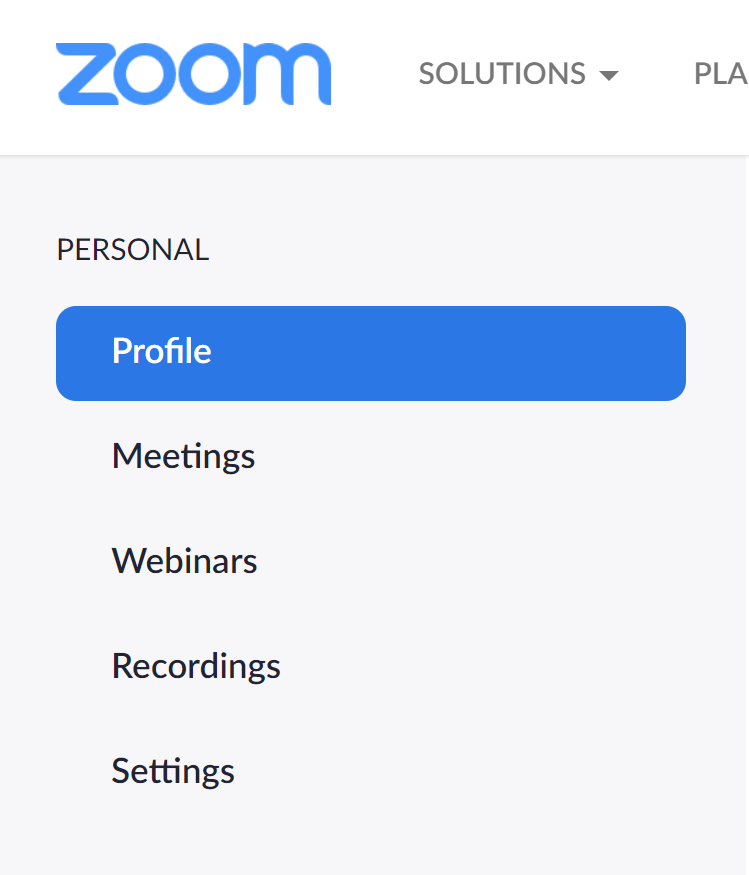 zoom
SOLUTIONS
PLA
PERSONAL
Profile
Meetings
Webinars
Recordings
Settings